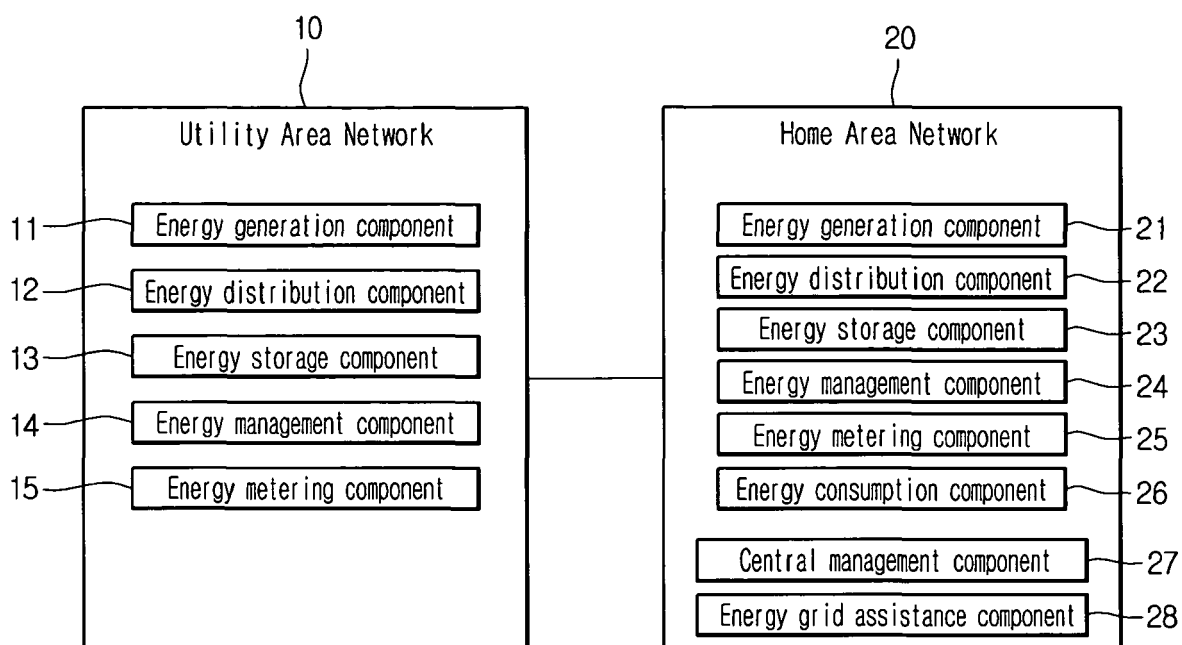 10
20
Utility Area Network
Home Area Network
11
Energy generation component
12
Energy distribution component
13
Energy storage component
14
Energy management component
15
Energy metering component
Energy generation component
21
Energy distribution component
22
Energy storage component
23
Energy management component
24
Energy metering component
25
Energy consumption component
26
Central management component
27
Energy grid assistance component
28